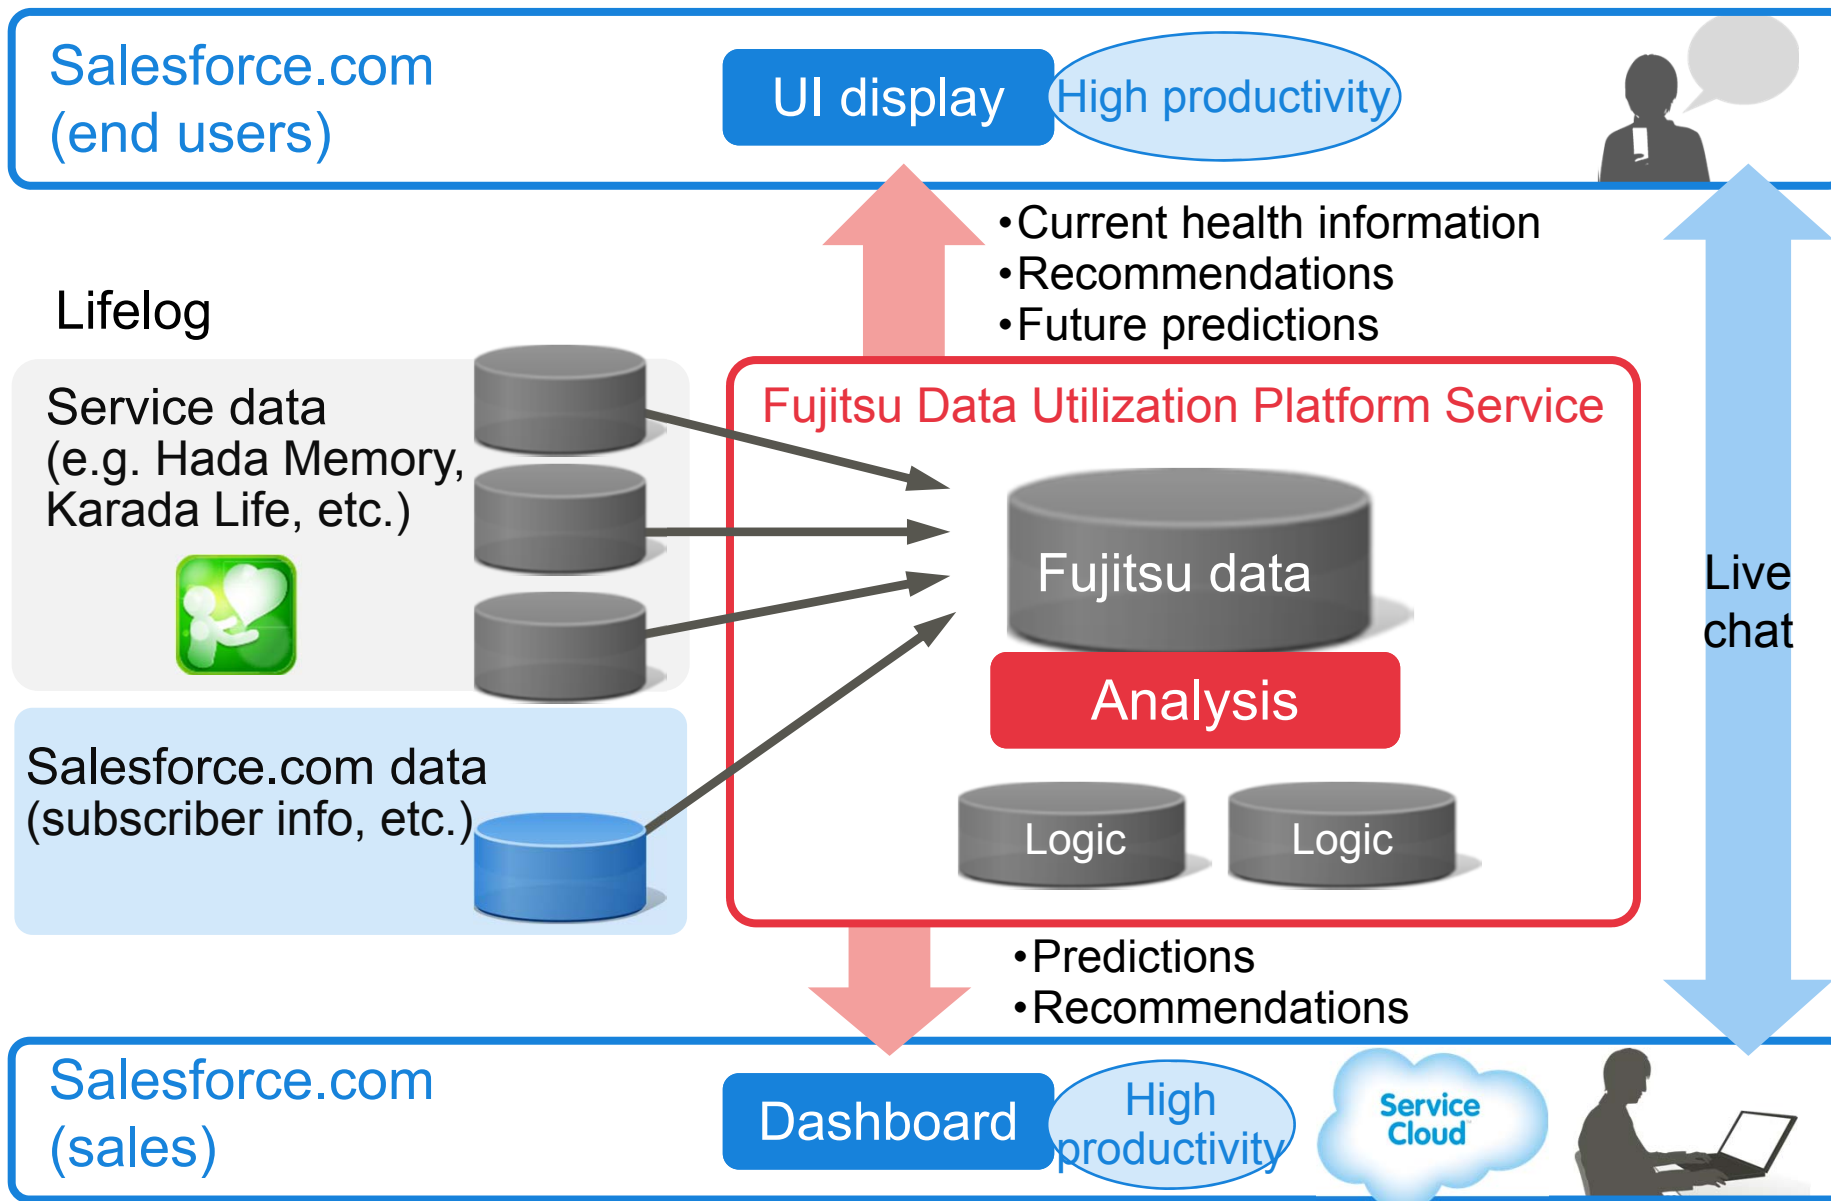 Salesforce.com
(end users)
UI display
High productivity
•Current health information
•Recommendations
•Future predictions
Lifelog
Service data
(e.g. Hada Memory,
Karada Life, etc.)
Fujitsu Data Utilization Platform Service
Fujitsu data
Analysis
Logic
Logic
Live
chat
Salesforce.com data
(subscriber info, etc.)
•Predictions
•Recommendations
Salesforce.com
(sales)
Dashboard
High
productivity
Service
Cloud